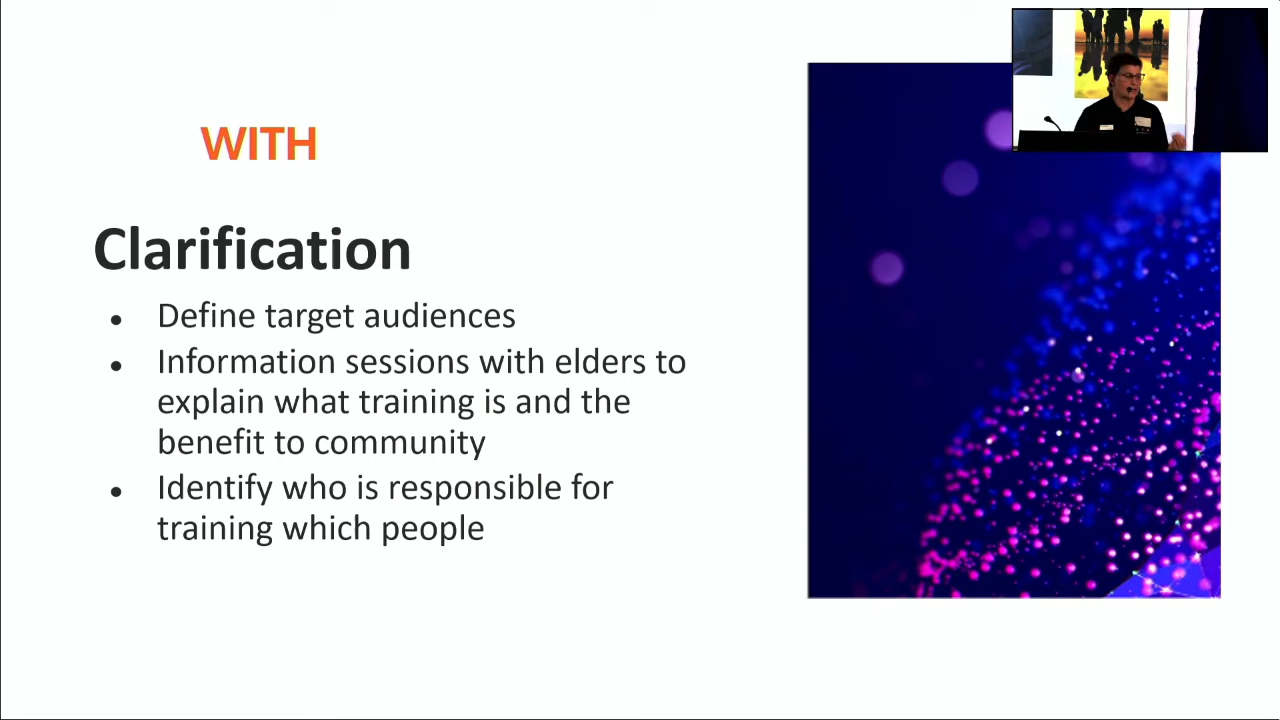 WITH
Clarification
• Define target audiences
• Information sessions with elders to
explain what training is and the
benefit to community
• Identify who is responsible for
training which people